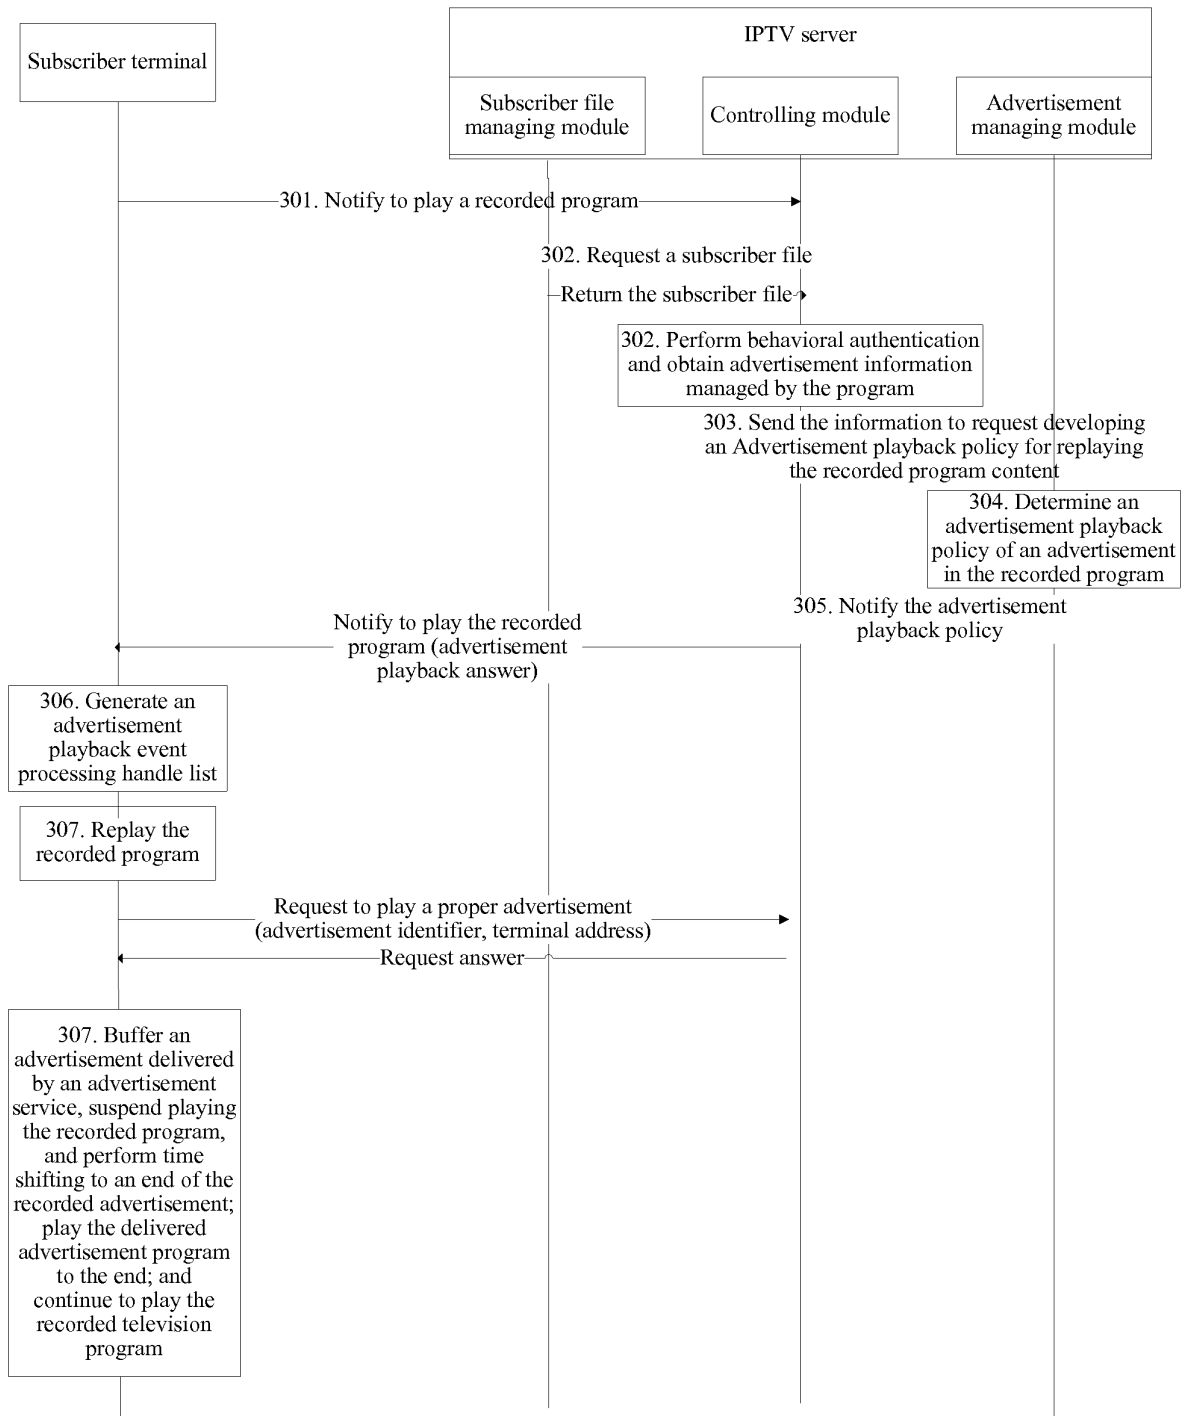 IPTV server
Subscriber terminal
Subscriber file
managing module
Controlling module
Advertisement
managing module
301. Notify to play a recorded program
302. Request a subscriber file
Return the subscriber file
302. Perform behavioral authentication
and obtain advertisement information
managed by the program
303. Send the information to request developing
an Advertisement playback policy for replaying
the recorded program content
304. Determine an
advertisement playback
policy of an advertisement
in the recorded program
305. Notify the advertisement
playback policy
Notify to play the recorded
program (advertisement
playback answer)
306. Generate an
advertisement
playback event
processing handle list
307. Replay the
recorded program
Request to play a proper advertisement
(advertisement identifier, terminal address)
Request answer
307. Buffer an
advertisement delivered
by an advertisement
service, suspend playing
the recorded program,
and perform time
shifting to an end of the
recorded advertisement;
play the delivered
advertisement program
to the end; and
continue to play the
recorded television
program